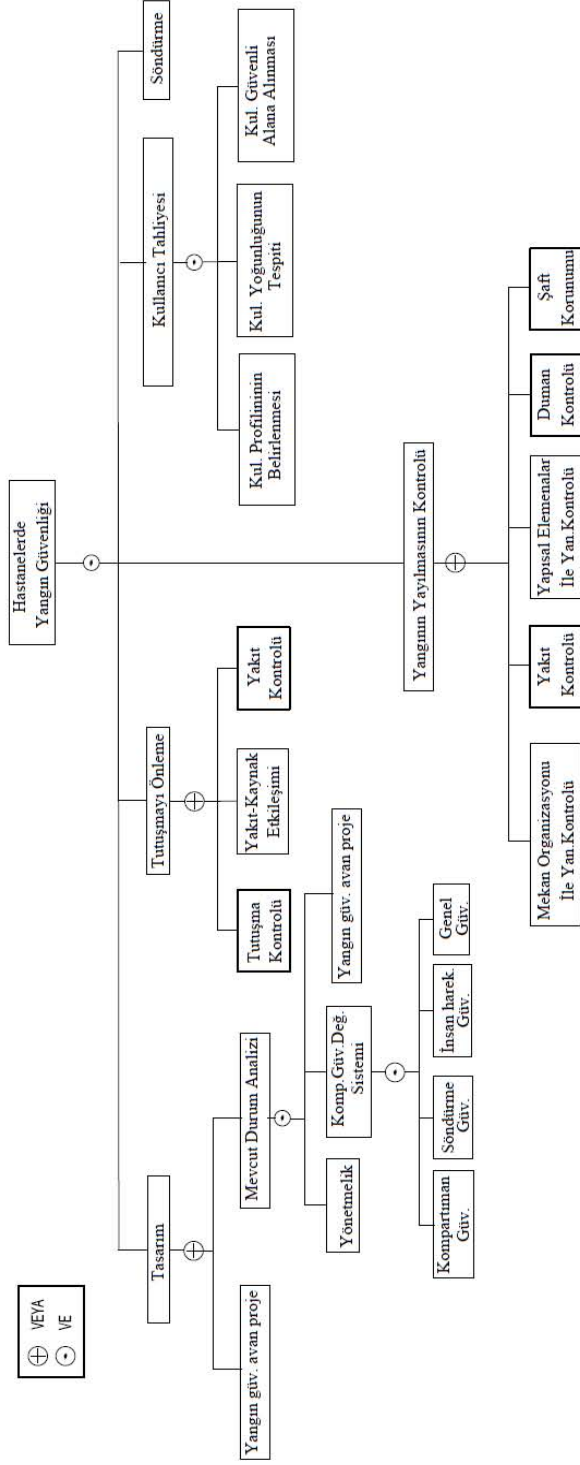 VEYA
VE
Hastanelerde
Yangın Güvenliği
Tasarım
Tutuşmayı Önleme
Kullanıcı Tahliyesi
Söndürme
Yangın güv. avan proje
Mevcut Durum Analizi
Tutuşma
Kontrolü
Yakıt-Kaynak
Etkileşimi
Yakıt
Kontrolü
Kul. Profilininin
Belirlenmesi
Kul. Yoğunluğunun
Tespiti
Kul. Güvenli
Alana Alınması
Yönetmelik
Komp.Güv.Değ.
Sistemi
Yangın güv. avan proje
Yangının Yayılmasının Kontrolü
Kompartıman
Güv.
Söndürme
Güv.
İnsan harek.
Güv.
Genel
Güv.
Mekan Organizasyonu
İle Yan.Kontrolü
Yakıt
Kontrolü
Yapısal Elemenalar
İle Yan.Kontrolü
Duman
Kontrolü
Şaft
Korunumu